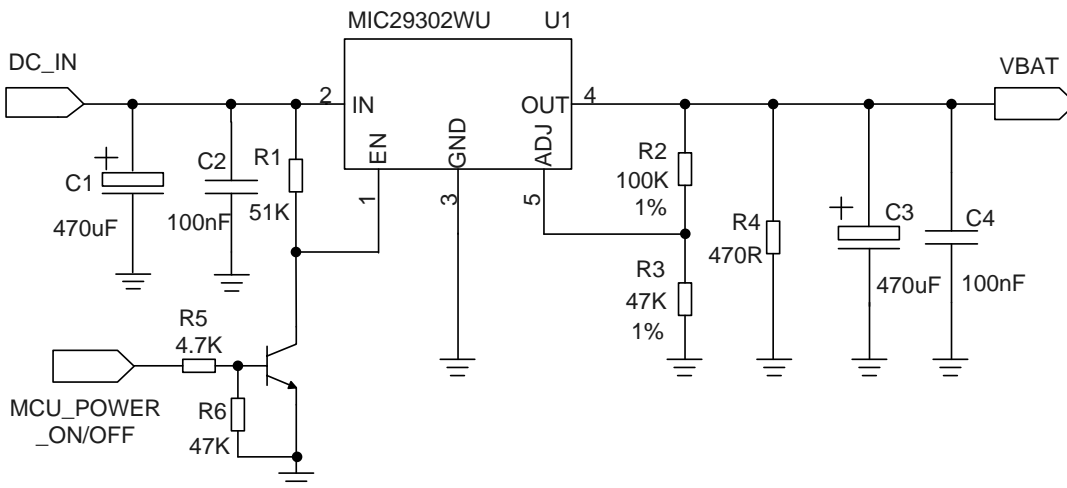 MIC29302WU
U1
DC_IN
VBAT
2
IN
OUT
4
EN
GND
ADJ
1
3
5
C1
470uF
C2
100nF
R1
51K
R2
100K
1%
R3
47K
1%
R4
470R
C3
470uF
C4
100nF
R5
4.7K
MCU_POWER
_ON/OFF
R6
47K